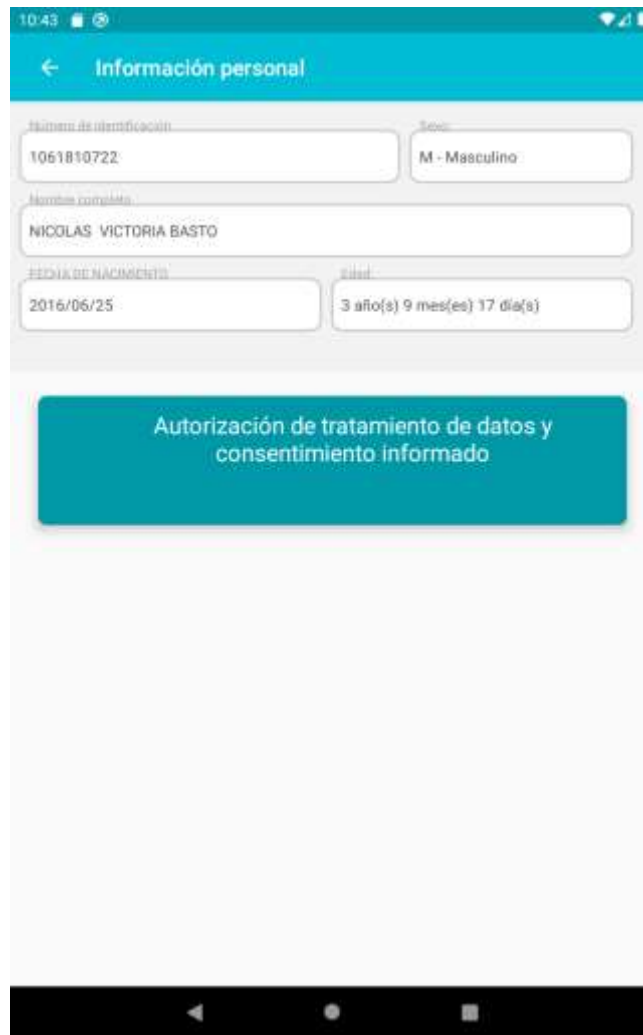 10:43
Información personal
Número de identificación
Sexo:
1061810722
M - Masculino
Nombre completo
NICOLAS VICTORIA BASTO
FECHA DE NACIMIENTO
Edad:
2016/06/25
3 año(s) 9 mes(es) 17 día(s)
Autorización de tratamiento de datos y
consentimiento informado